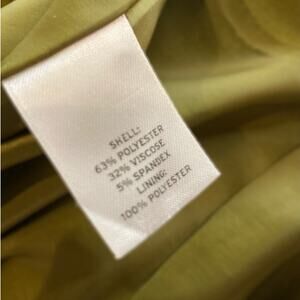 SHELL:
63% POLYESTER
32% VISCOSE
5% SPANDEX
LINING:
100% POLYESTER